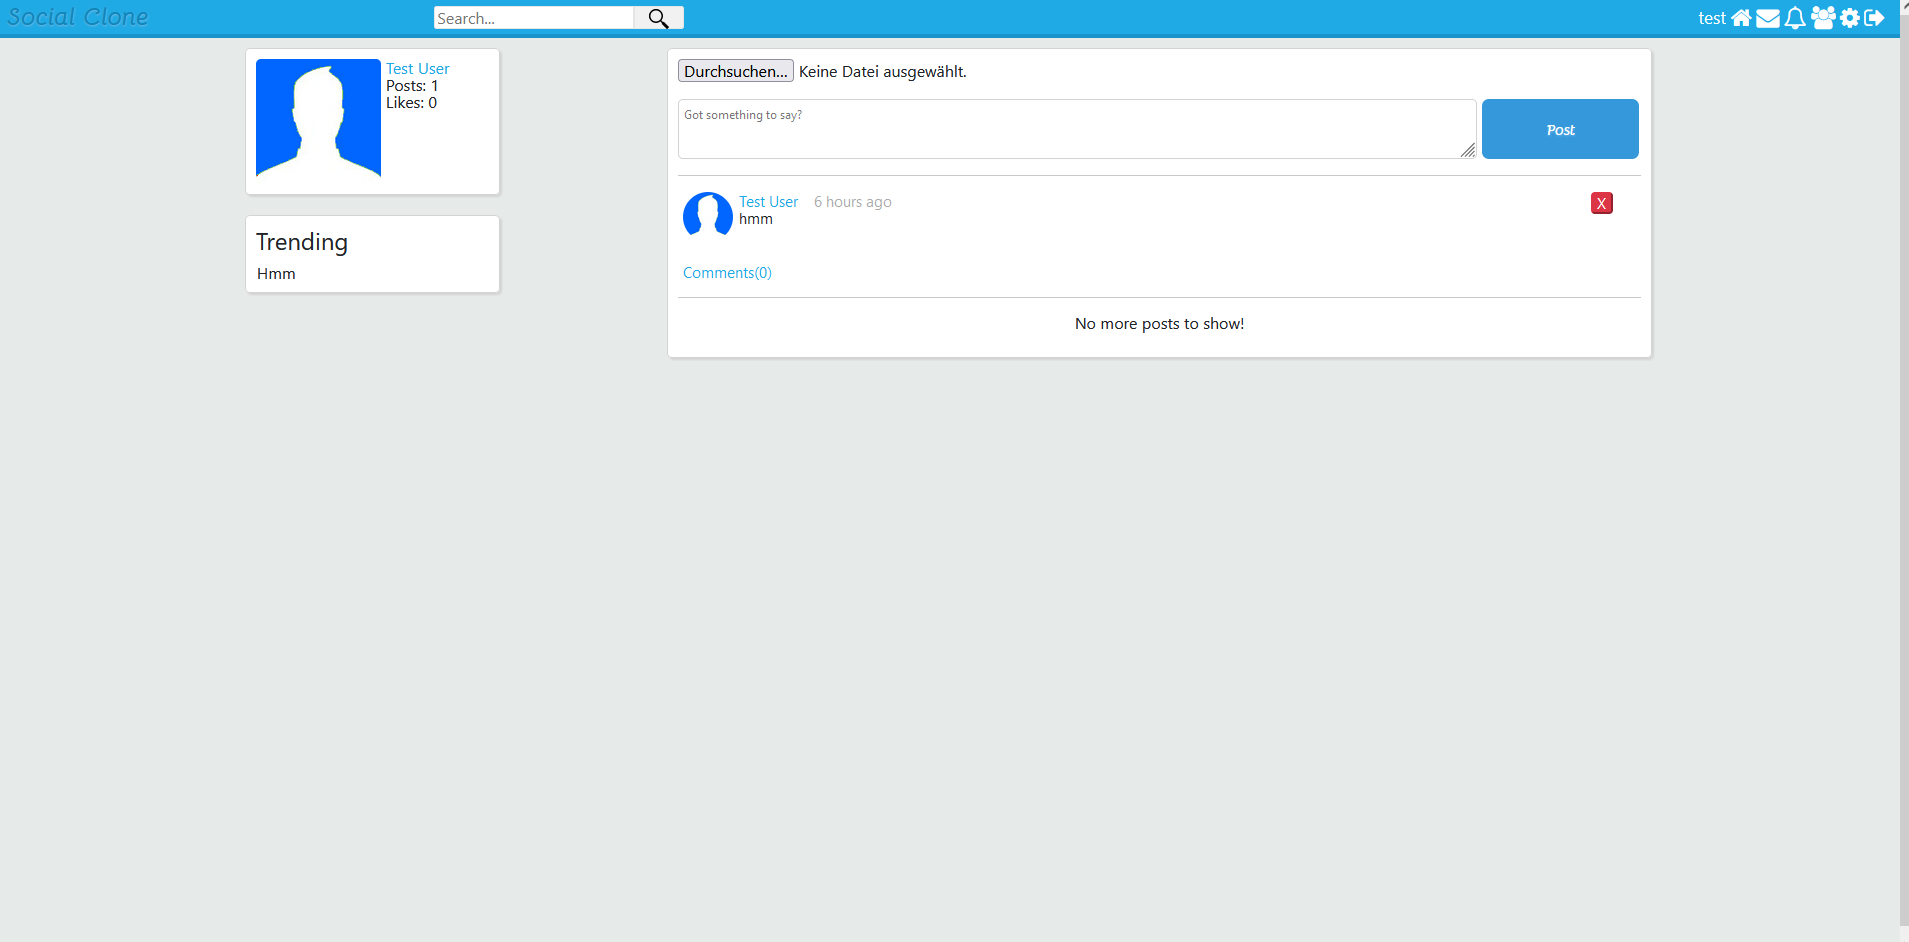 Social Clone
Search...
test
Test User
Posts: 1
Likes: 0
Trending
Hmm
Durchsuchen... Keine Datei ausgewählt.
Got something to say?
Post
Test User 6 hours ago
X
hmm
Comments(0)
No more posts to show!